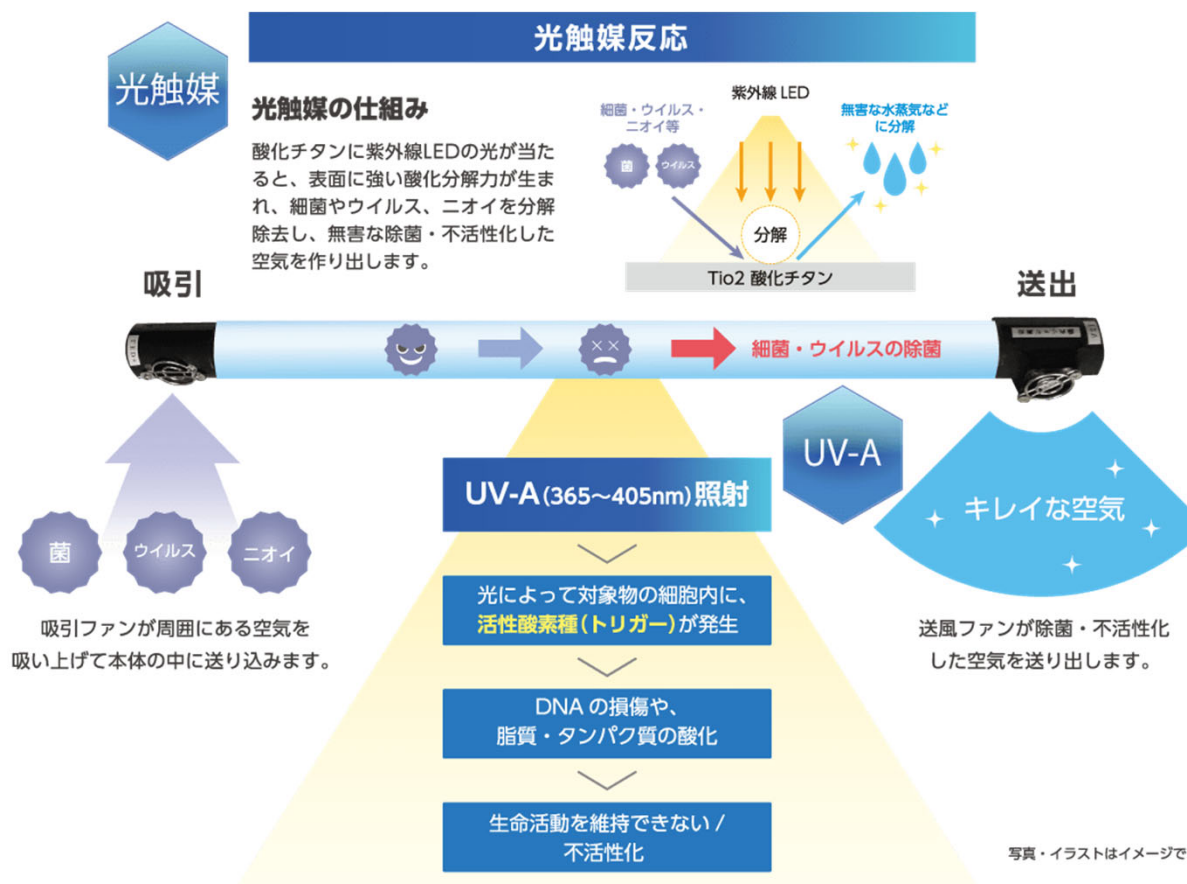 光触媒反応
光触媒
光触媒の仕組み
酸化チタンに紫外線LEDの光が当た
ると、表面に強い酸化分解力が生ま
れ、細菌やウイルス、ニオイを分解
除去し、無害な除菌・不活性化した
空気を作り出します。
細菌・ウイルス・
ニオイ等
菌
ウイルス
紫外線 LED
無害な水蒸気など
に分解
分解
Tio2 酸化チタン
吸引
送出
細菌・ウイルスの除菌
UV-A
UV-A(365〜405nm)照射
菌
ウイルス
ニオイ
キレイな空気
光によって対象物の細胞内に、
活性酸素種(トリガー)が発生
吸引ファンが周囲にある空気を
吸い上げて本体の中に送り込みます。
送風ファンが除菌・不活性化
した空気を送り出します。
DNA の損傷や、
脂質・タンパク質の酸化
生命活動を維持できない /
不活性化
写真・イラストはイメージで